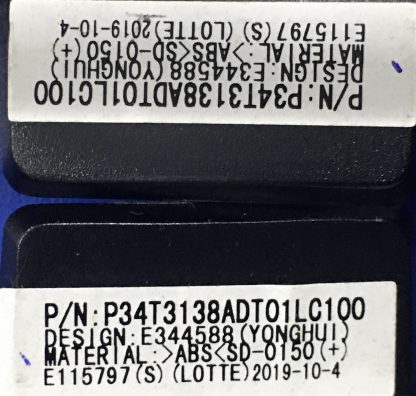 E115797(S) (LOTTE) 2019-10-4
MATERIAL:>ABS<SD-0150(+)
DESIGN:E344588(YONGHUI)
P/N:P34T3138ADT01LC100
P/N:P34T3138ADT01LC100
DESIGN:E344588(YONGHUI)
MATERIAL:>ABS<SD-0150(+)
E115797(S) (LOTTE)2019-10-4